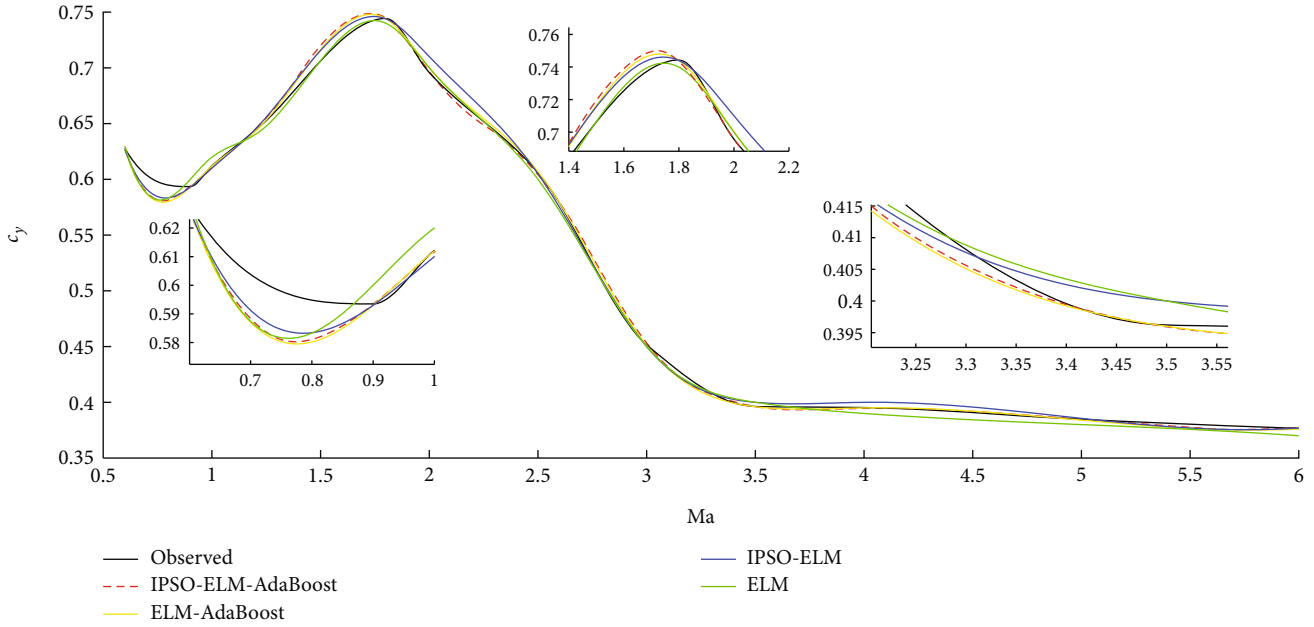 0.75
0.7
0.65
0.6
0.55
0.5
0.45
0.4
0.35
c_y
0.5 1 1.5 2 2.5 3 3.5 4 4.5 5 5.5 6
Ma
0.62
0.61
0.6
0.59
0.58
0.7 0.8 0.9 1
0.76
0.74
0.72
0.7
1.4 1.6 1.8 2 2.2
0.415
0.41
0.405
0.4
0.395
3.25 3.3 3.35 3.4 3.45 3.5 3.55
Observed
IPSO-ELM-AdaBoost
ELM-AdaBoost
IPSO-ELM
ELM